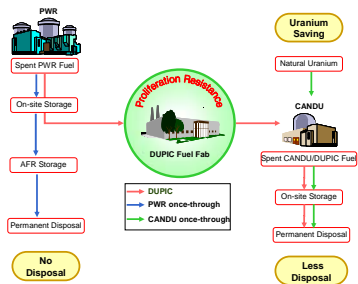 PWR
Spent PWR Fuel
On-site Storage
AFR Storage
Permanent Disposal
No
Disposal
Proliferation Resistance
DUPIC Fuel Fab
DUPIC
PWR once-through
CANDU once-through
Uranium
Saving
Natural Uranium
CANDU
Spent CANDU/DUPIC Fuel
On-site Storage
Permanent Disposal
Less
Disposal